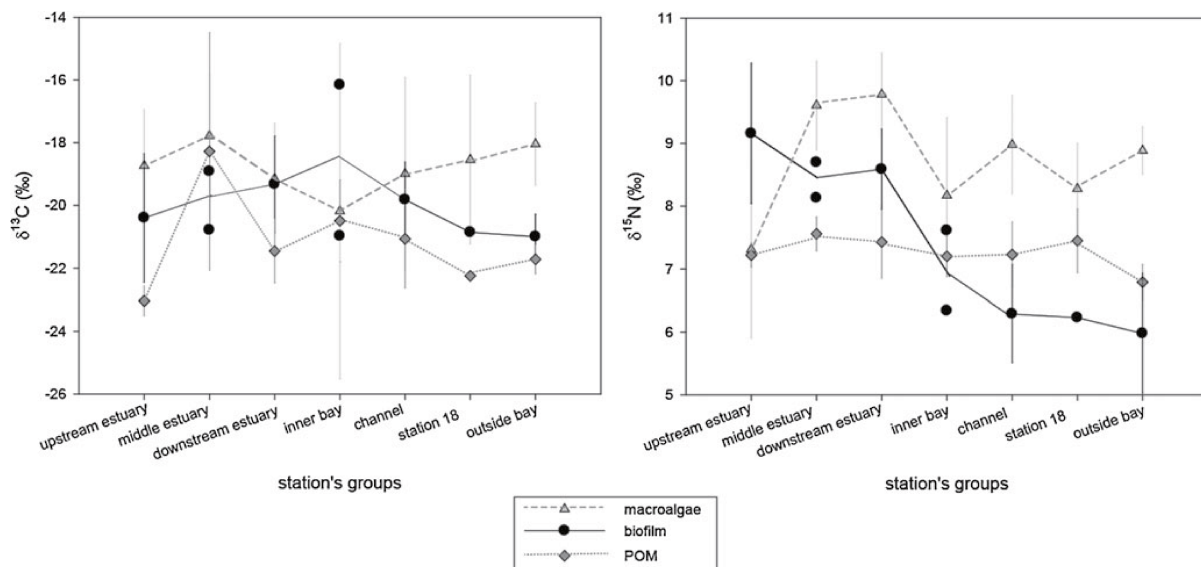 -14
-16
-18
-20
-22
-24
-26
δ¹³C (‰)
upstream estuary
middle estuary
downstream estuary
inner bay
channel
station 18
outside bay
station's groups
11
10
9
8
7
6
5
δ¹⁵N (‰)
upstream estuary
middle estuary
downstream estuary
inner bay
channel
station 18
outside bay
station's groups
macroalgae
biofilm
POM